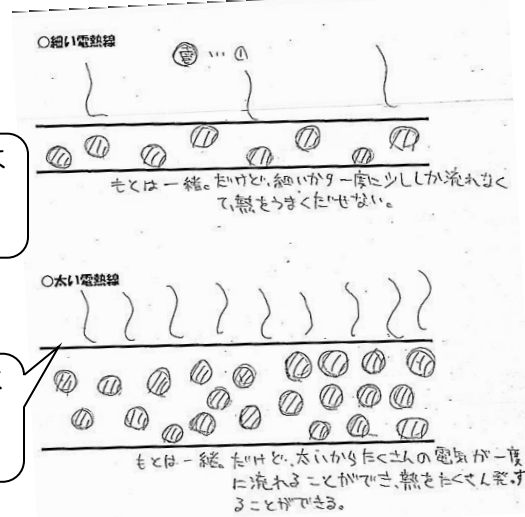 ○細い電熱線
電…
もとは一緒。だけど、細いから一度に少ししか流れなく
て、熱をうまくだせない。
○太い電熱線
もとは一緒。だけど、太いからたくさんの電気が一度
に流れることができ、熱をたくさん発す
ることができる。